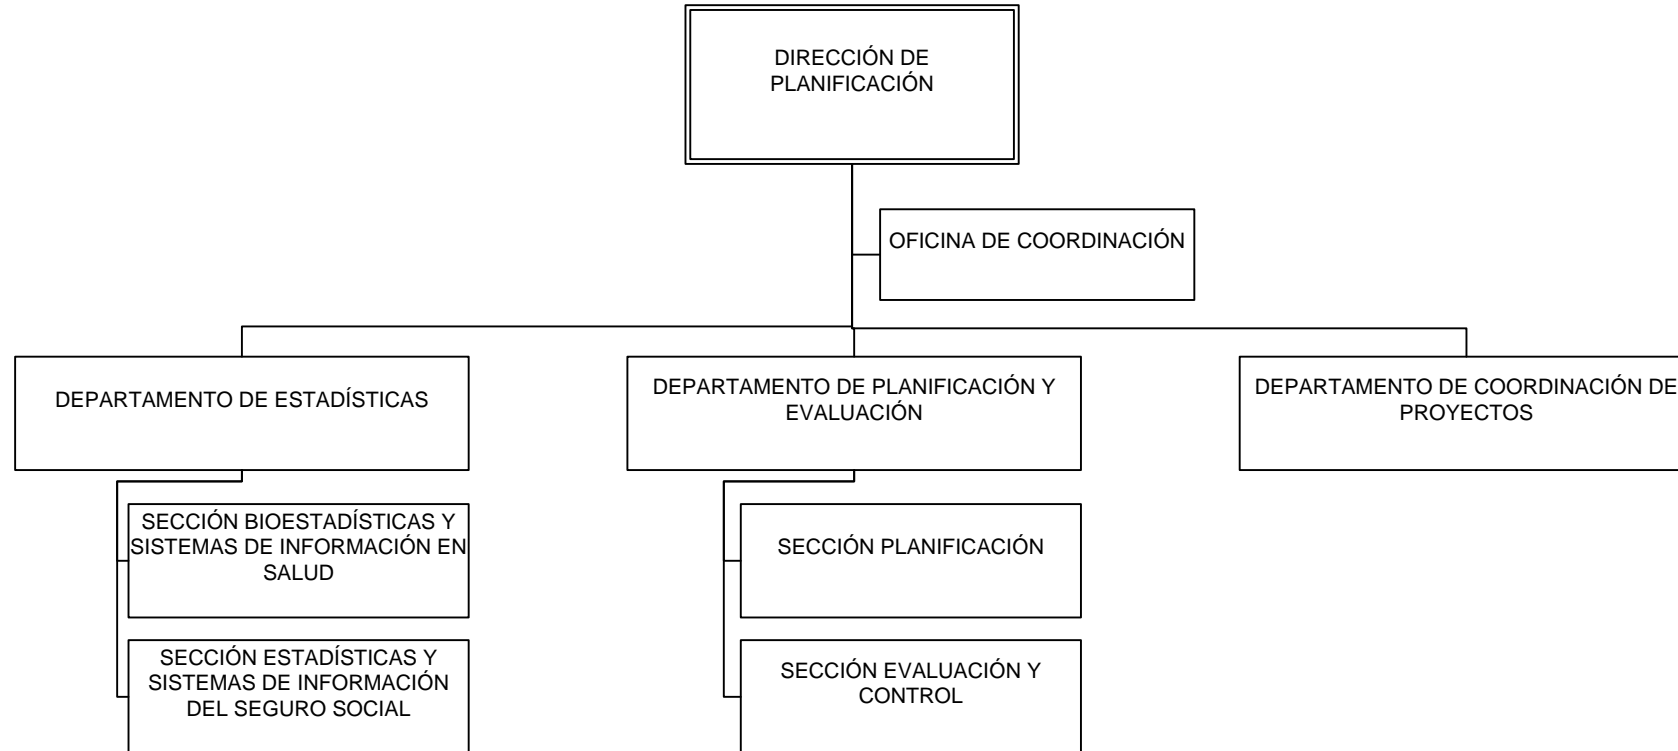 DIRECCIÓN DE
PLANIFICACIÓN
OFICINA DE COORDINACIÓN
DEPARTAMENTO DE ESTADÍSTICAS
DEPARTAMENTO DE PLANIFICACIÓN Y
EVALUACIÓN
DEPARTAMENTO DE COORDINACIÓN DE
PROYECTOS
SECCIÓN BIOESTADÍSTICAS Y
SISTEMAS DE INFORMACIÓN EN
SALUD
SECCIÓN PLANIFICACIÓN
SECCIÓN ESTADÍSTICAS Y
SISTEMAS DE INFORMACIÓN
DEL SEGURO SOCIAL
SECCIÓN EVALUACIÓN Y
CONTROL